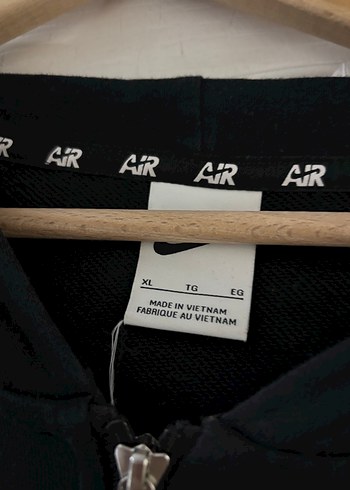 AIR AIR AIR AIR AIR
XL TG EG
MADE IN VIETNAM
FABRIQUE AU VIETNAM